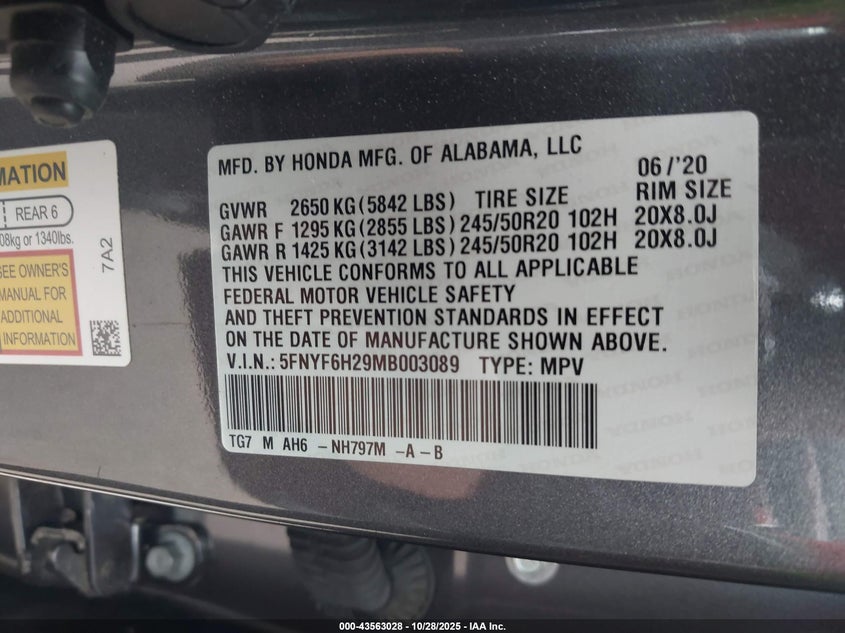 MATION
REAR 6
08kg or 1340lbs.
SEE OWNER'S
MANUAL FOR
ADDITIONAL
INFORMATION
7A2
MFD. BY HONDA MFG. OF ALABAMA, LLC 06/'20
GVWR 2650 KG (5842 LBS) TIRE SIZE RIM SIZE
GAWR F 1295 KG (2855 LBS) 245/50R20 102H 20X8.0J
GAWR R 1425 KG (3142 LBS) 245/50R20 102H 20X8.0J
THIS VEHICLE CONFORMS TO ALL APPLICABLE
FEDERAL MOTOR VEHICLE SAFETY
AND THEFT PREVENTION STANDARDS IN EFFECT
ON THE DATE OF MANUFACTURE SHOWN ABOVE.
V.I.N.: 5FNYF6H29MB003089 TYPE: MPV
TG7 M AH6 -NH797M -A-B
000-43563028 - 10/28/2025 - IAA Inc.